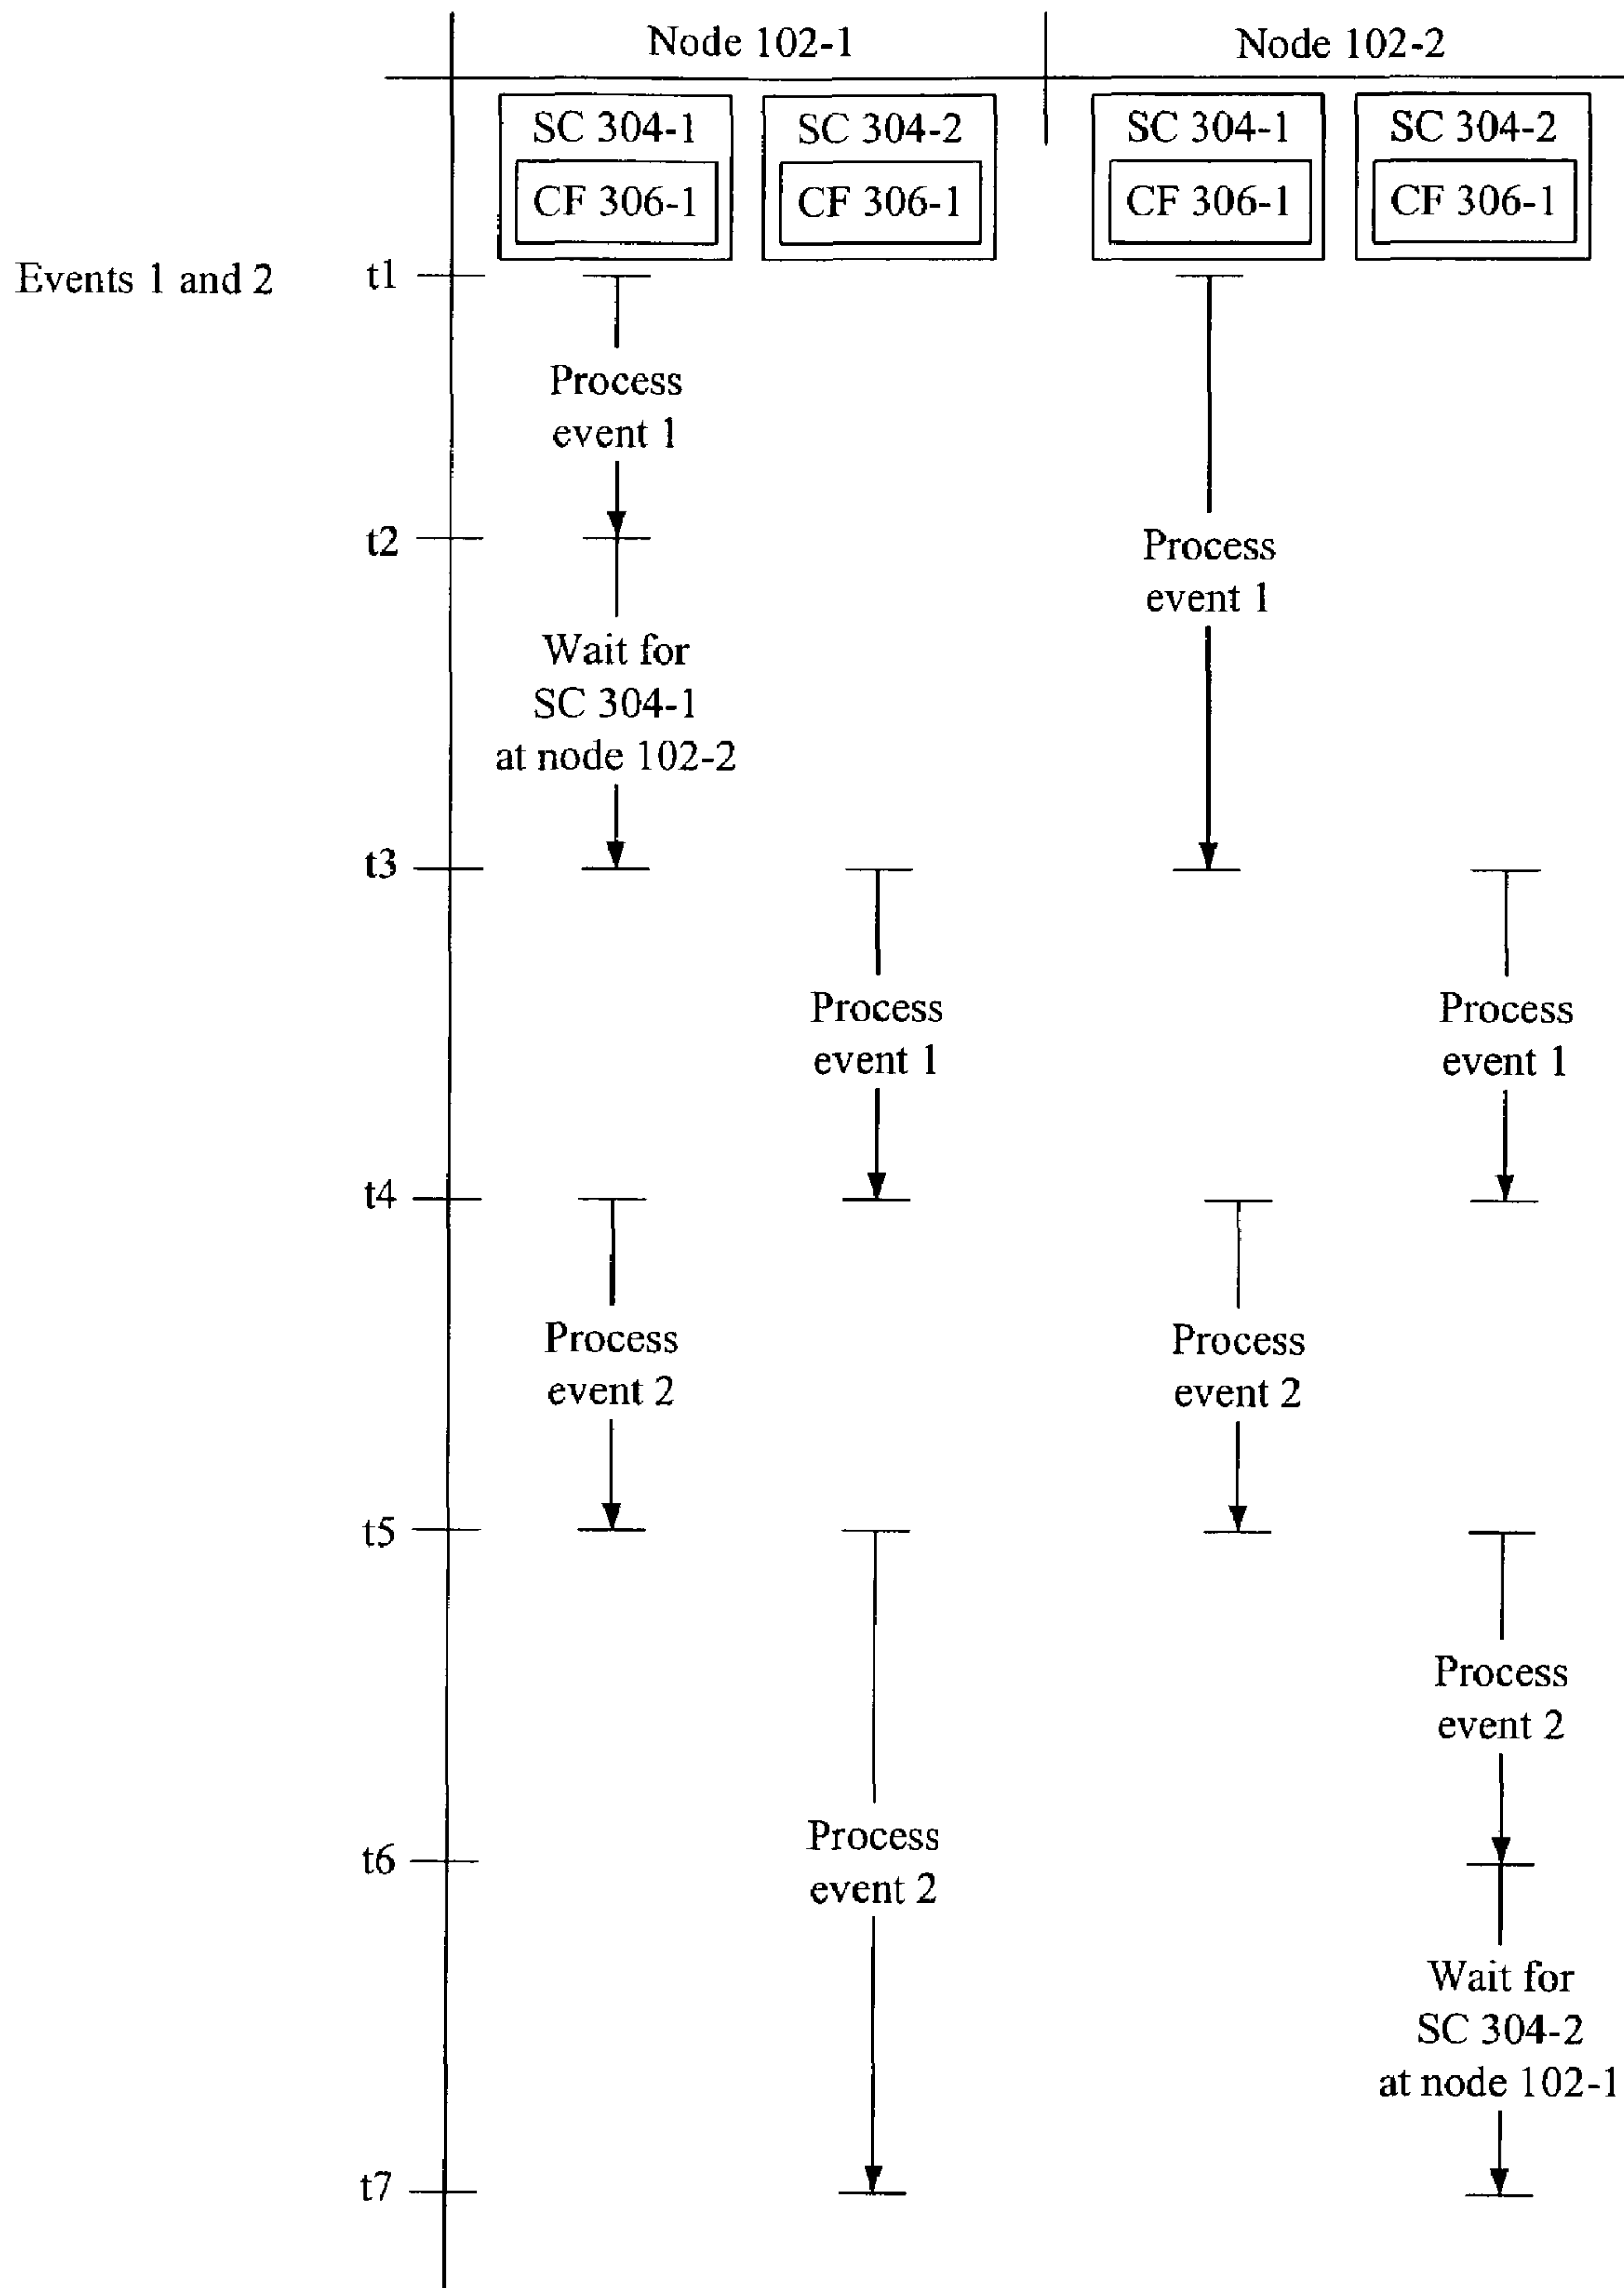 Node 102-1
Node 102-2
SC 304-1
SC 304-2
SC 304-1
SC 304-2
CF 306-1
CF 306-1
CF 306-1
CF 306-1
Events 1 and 2
t1
Process
event 1
t2
Process
event 1
Wait for
SC 304-1
at node 102-2
t3
Process
event 1
Process
event 1
t4
Process
event 2
Process
event 2
t5
Process
event 2
Process
event 2
t6
Wait for
SC 304-2
at node 102-1
t7